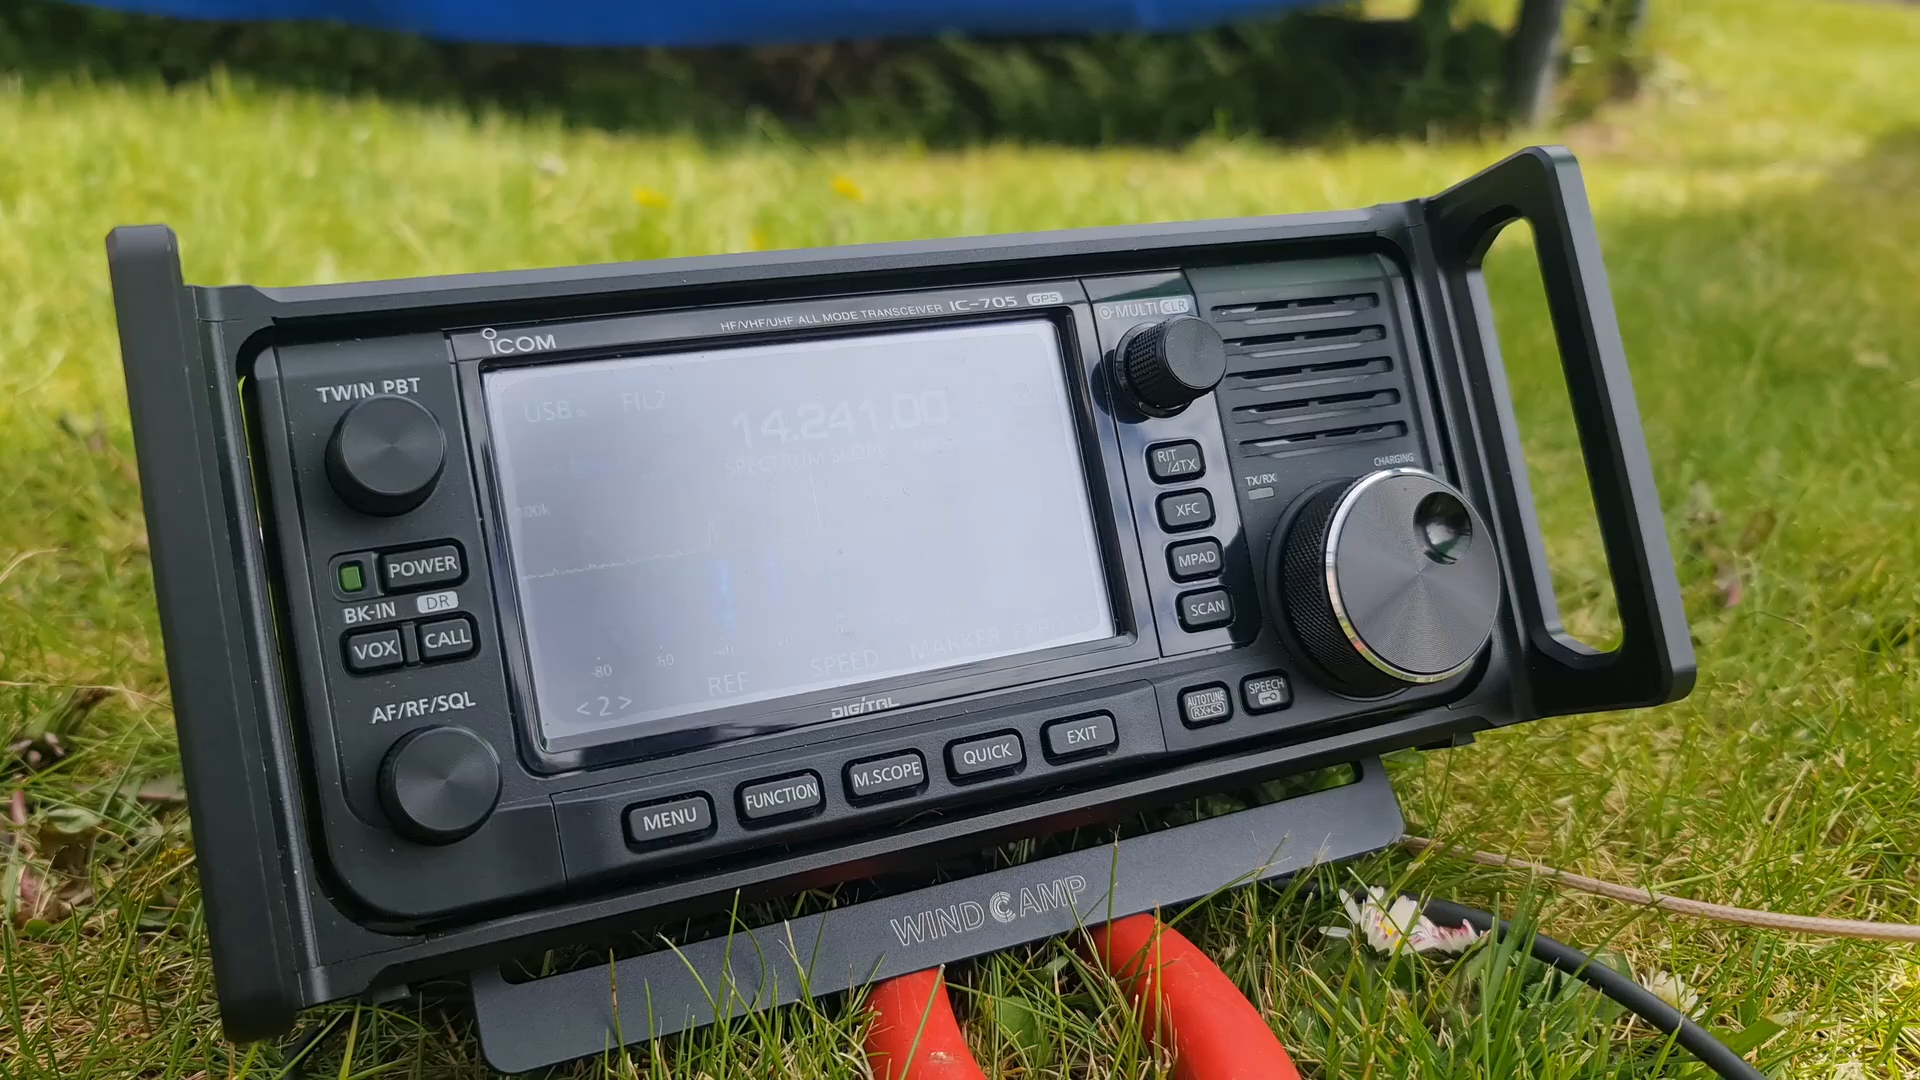 HF/VHF/UHF ALL MODE TRANSCEIVER IC-705 GPS
ICOM
MULTI CLR
TWIN PBT
USB FIL2
14.241.00
SPECTRUM SCOPE
RIT
/⊿TX
CHARGING
TX/RX
XFC
MPAD
SCAN
POWER
BK-IN DR
VOX CALL
AF/RF/SQL
REF SPEED MARKER
<2>
DIGITAL
AUTOTUNE
RX→CS
SPEECH
MENU FUNCTION M.SCOPE QUICK EXIT
WINDCAMP